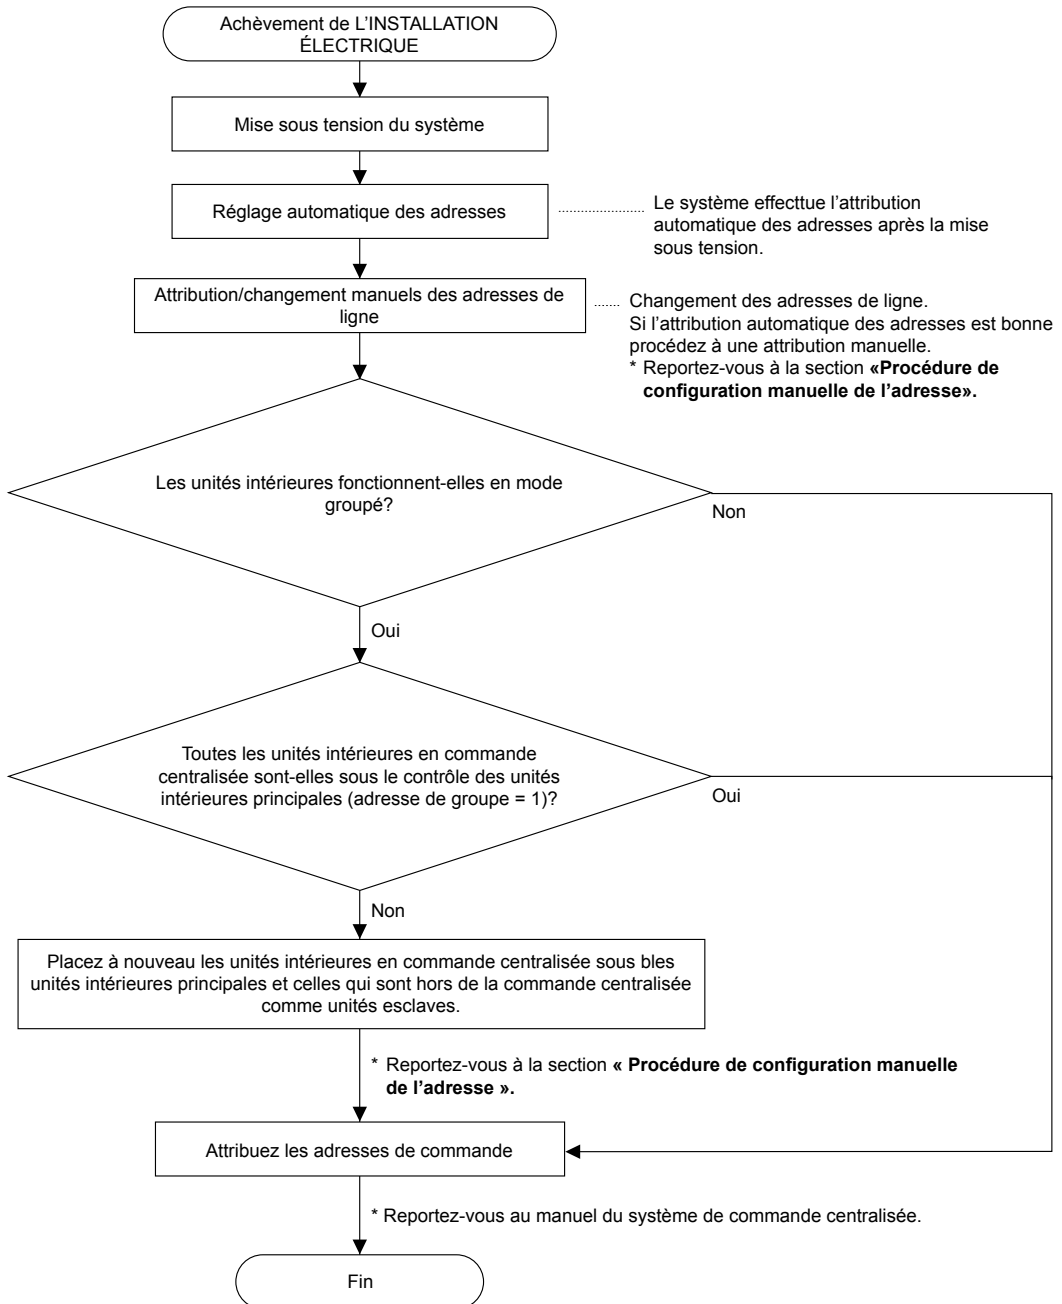 Achèvement de L’INSTALLATION
ÉLECTRIQUE
Mise sous tension du système
Réglage automatique des adresses
Le système effecttue l’attribution
automatique des adresses après la mise
sous tension.
Attribution/changement manuels des adresses de
ligne
Changement des adresses de ligne.
Si l’attribution automatique des adresses est bonne
procédez à une attribution manuelle.
* Reportez-vous à la section «Procédure de
configuration manuelle de l’adresse».
Les unités intérieures fonctionnent-elles en mode
groupé?
Non
Oui
Toutes les unités intérieures en commande
centralisée sont-elles sous le contrôle des unités
intérieures principales (adresse de groupe = 1)?
Oui
Non
Placez à nouveau les unités intérieures en commande centralisée sous bles
unités intérieures principales et celles qui sont hors de la commande centralisée
comme unités esclaves.
* Reportez-vous à la section « Procédure de configuration manuelle
de l’adresse ».
Attribuez les adresses de commande
* Reportez-vous au manuel du système de commande centralisée.
Fin